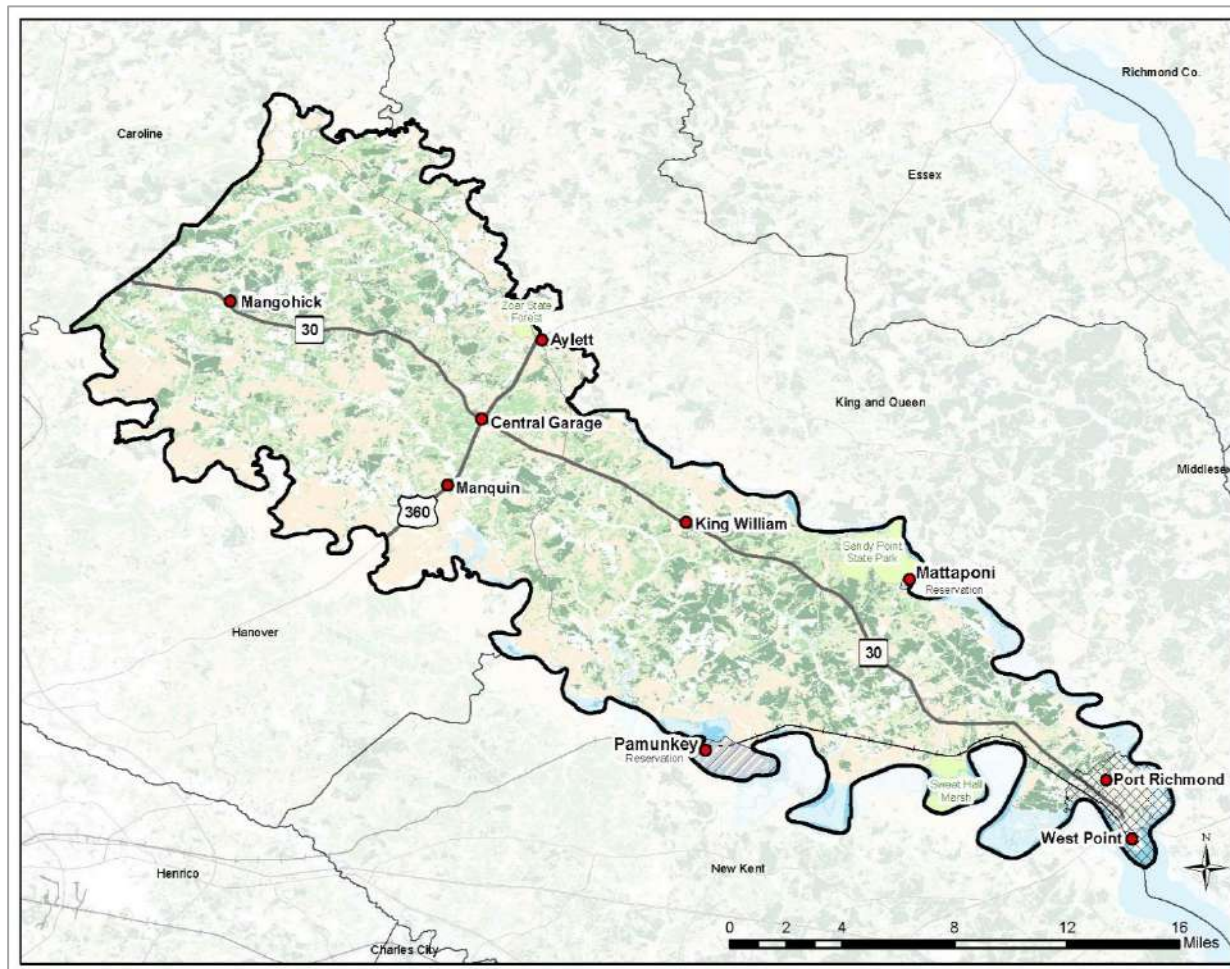 Richmond Co.
Caroline
Essex
Mangohick
30
Zoar State
Forest
Aylett
King and Queen
Central Garage
Middlesex
Manquin
360
King William
Sandy Point
State Park
Mattaponi
Reservation
Hanover
30
Pamunkey
Reservation
Port Richmond
Sweet Hall
Marsh
West Point
N
New Kent
Henrico
0 2 4 8 12 16
Miles
Charles City